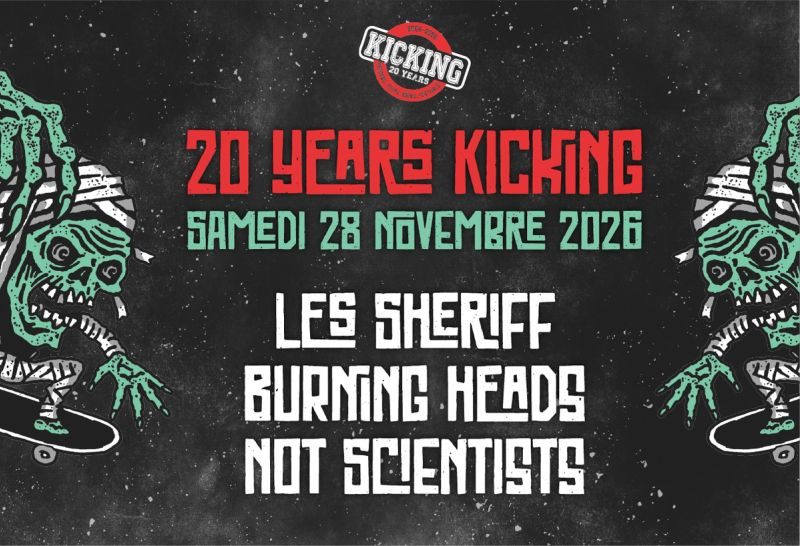 KICKING
20 YEARS
20 YEARS KICKING
SAMEDI 28 NOVEMBRE 2026
LES SHERIFF
BURNING HEADS
NOT SCIENTISTS